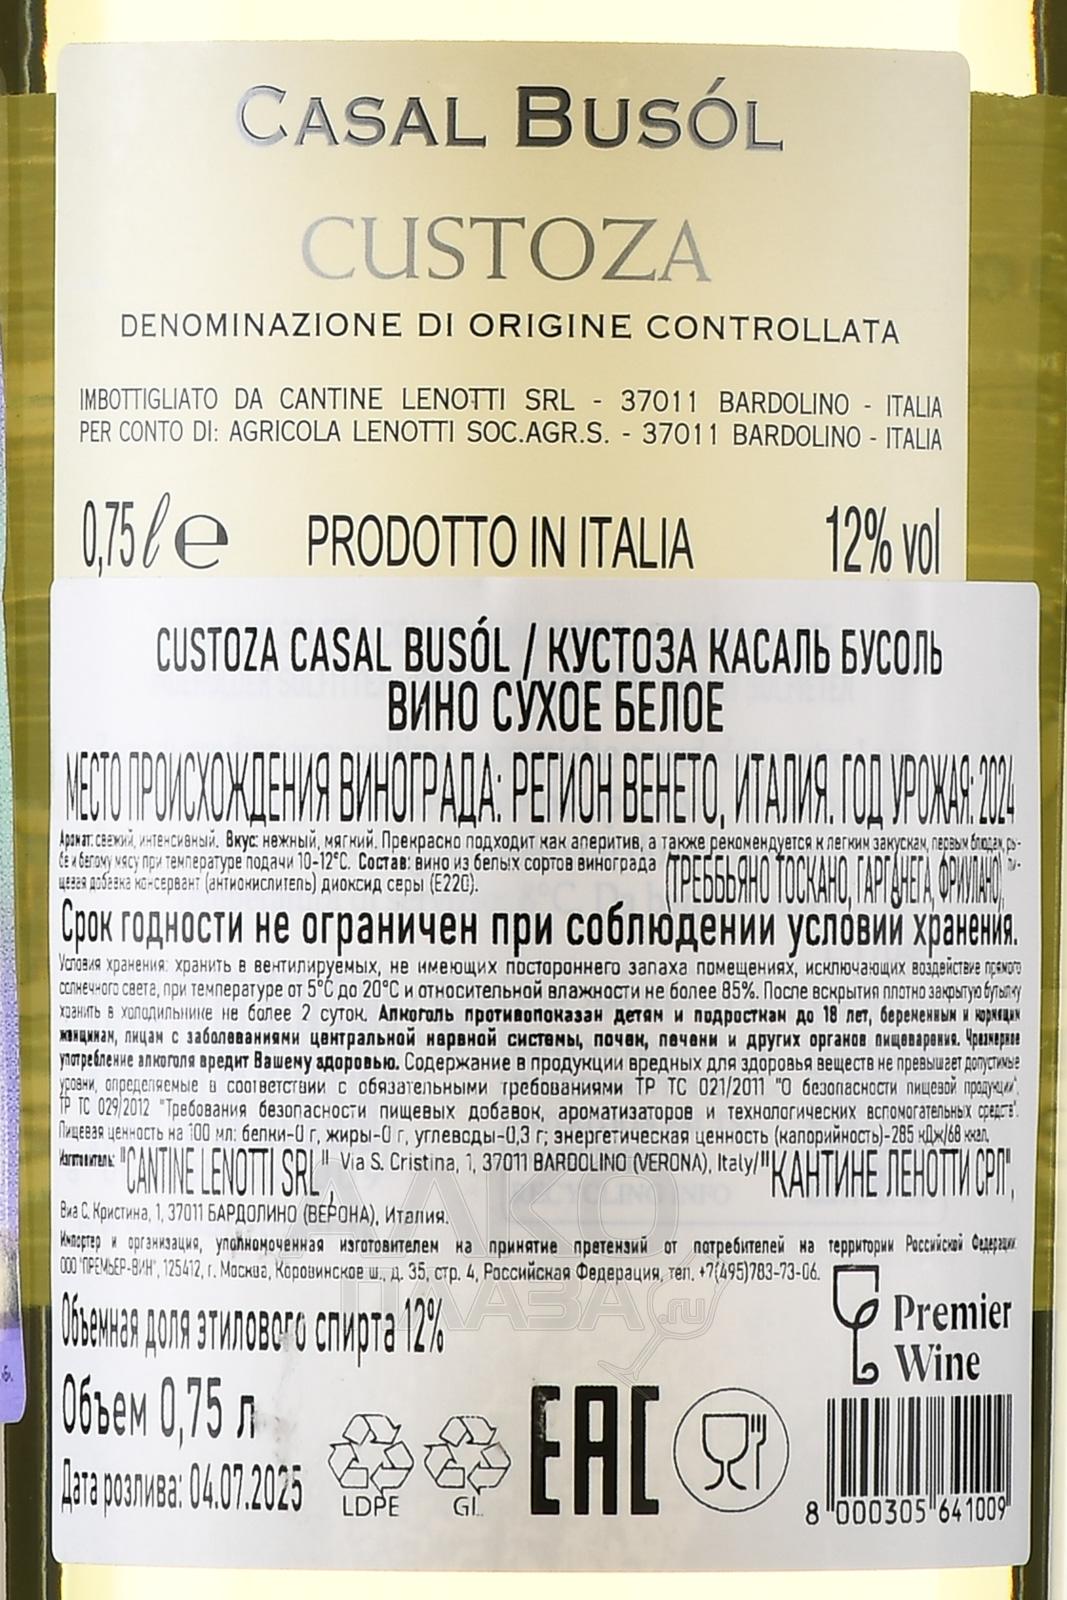 CASAL BUSÓL
CUSTOZA
DENOMINAZIONE DI ORIGINE CONTROLLATA
IMBOTTIGLIATO DA CANTINE LENOTTI SRL - 37011 BARDOLINO - ITALIA
PER CONTO DI: AGRICOLA LENOTTI SOC.AGR.S. - 37011 BARDOLINO - ITALIA
0,75 ℓ e PRODOTTO IN ITALIA 12% vol
CUSTOZA CASAL BUSÓL / КУСТОЗА КАСАЛЬ БУСОЛЬ
ВИНО СУХОЕ БЕЛОЕ
МЕСТО ПРОИСХОЖДЕНИЯ ВИНОГРАДА: РЕГИОН ВЕНЕТО, ИТАЛИЯ. ГОД УРОЖАЯ: 2024
Аромат: свежий, интенсивный. Вкус: нежный, мягкий. Прекрасно подходит как аперитив, а также рекомендуется к легким закускам, первым блюдам, ры-
бе и белому мясу при температуре подачи 10-12°C. Состав: вино из белых сортов винограда (ТРЕББЬЯНО ТОСКАНО, ГАРГАНЕГА, ФРИУЛАНО), пи-
щевая добавка консервант (антиокислитель) диоксид серы (E220).
Срок годности не ограничен при соблюдении условий хранения.
Условия хранения: хранить в вентилируемых, не имеющих постороннего запаха помещениях, исключающих воздействие прямого
солнечного света, при температуре от 5°C до 20°C и относительной влажности не более 85%. После вскрытия плотно закрытую бутылку
хранить в холодильнике не более 2 суток. Алкоголь противопоказан детям и подросткам до 18 лет, беременным и кормящим
женщинам, лицам с заболеваниями центральной нервной системы, почек, печени и других органов пищеварения. Чрезмерное
употребление алкоголя вредит Вашему здоровью. Содержание в продукции вредных для здоровья веществ не превышает допустимые
уровни, определяемые в соответствии с обязательными требованиями ТР ТС 021/2011 "О безопасности пищевой продукции",
ТР ТС 029/2012 "Требования безопасности пищевых добавок, ароматизаторов и технологических вспомогательных средств".
Пищевая ценность на 100 мл: белки-0 г, жиры-0 г, углеводы-0,3 г; энергетическая ценность (калорийность)-285 кДж/68 ккал.
Изготовитель: "CANTINE LENOTTI SRL", Via S. Cristina, 1, 37011 BARDOLINO (VERONA), Italy/"КАНТИНЕ ЛЕНОТТИ СРЛ",
Виа С. Кристина, 1, 37011 БАРДОЛИНО (ВЕРОНА), Италия.
Импортер и организация, уполномоченная изготовителем на принятие претензий от потребителей на территории Российской Федерации:
ООО "ПРЕМЬЕР-ВИН", 125412, г. Москва, Коровинское ш., д. 35, стр. 4, Российская Федерация, тел. +7(495)783-73-06.
Объемная доля этилового спирта 12%
Premier
Wine
Объем 0,75 л
Дата розлива: 04.07.2025
LDPE GL
EAC
8 000305 641009
АЛКО
ПЛАЗА .ru
RECYCLING INFO